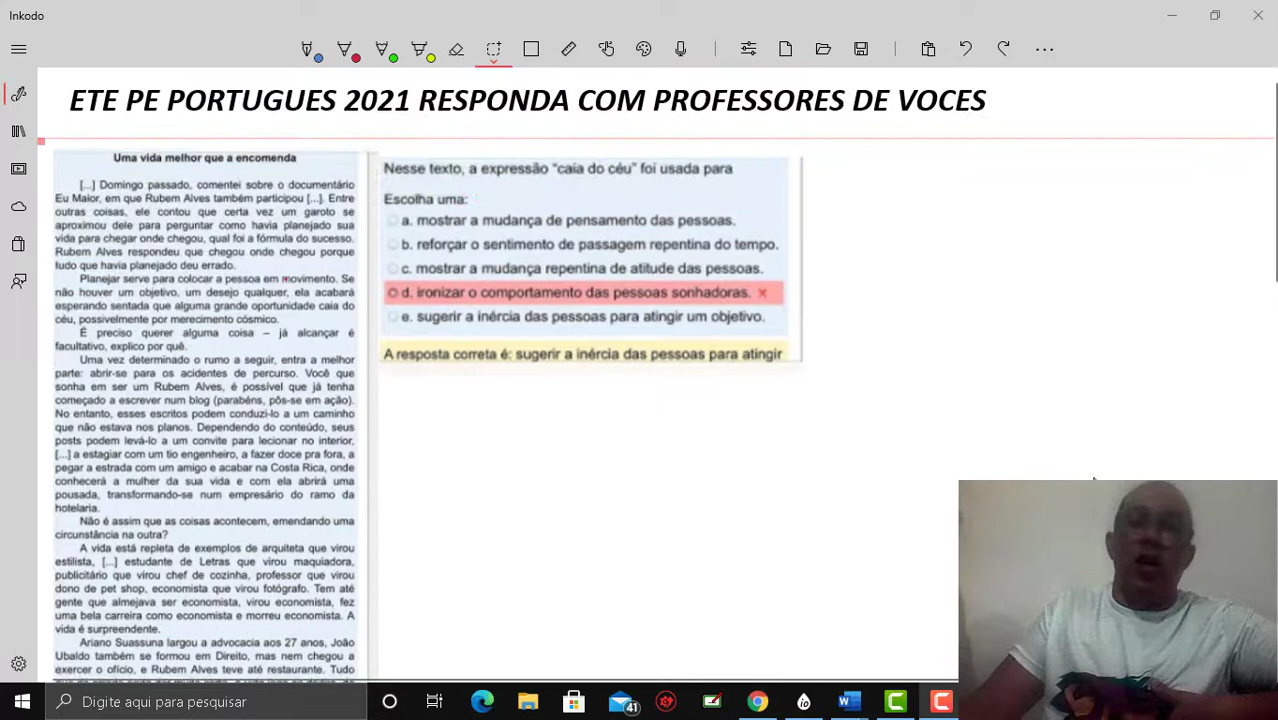 Inkodo
ETE PE PORTUGUES 2021 RESPONDA COM PROFESSORES DE VOCES
Uma vida melhor que a encomenda
[...] Domingo passado, comentei sobre o documentário
Eu Maior, em que Rubem Alves também participou [...]. Entre
outras coisas, ele contou que certa vez um garoto se
aproximou dele para perguntar como havia planejado sua
vida para chegar onde chegou, qual foi a fórmula do sucesso.
Rubem Alves respondeu que chegou onde chegou porque
tudo que havia planejado deu errado.
Planejar serve para colocar a pessoa em movimento. Se
não houver um objetivo, um desejo qualquer, ela acabará
esperando sentada que alguma grande oportunidade caia do
céu, possivelmente por merecimento cósmico.
É preciso querer alguma coisa – já alcançar é
facultativo, explico por quê.
Uma vez determinado o rumo a seguir, entra a melhor
parte: abrir-se para os acidentes de percurso. Você que
sonha em ser um Rubem Alves, é possível que já tenha
começado a escrever num blog (parabéns, pôs-se em ação).
No entanto, esses escritos podem conduzi-lo a um caminho
que não estava nos planos. Dependendo do conteúdo, seus
posts podem levá-lo a um convite para lecionar no interior,
[...] a estagiar com um tio engenheiro, a fazer doce pra fora, a
pegar a estrada com um amigo e acabar na Costa Rica, onde
conhecerá a mulher da sua vida e com ela abrirá uma
pousada, transformando-se num empresário do ramo da
hotelaria.
Não é assim que as coisas acontecem, emendando uma
circunstância na outra?
A vida está repleta de exemplos de arquiteta que virou
estilista, [...] estudante de Letras que virou maquiadora,
publicitário que virou chef de cozinha, professor que virou
dono de pet shop, economista que virou fotógrafo. Tem até
gente que almejava ser economista, virou economista, fez
uma bela carreira como economista e morreu economista. A
vida é surpreendente.
Ariano Suassuna largou a advocacia aos 27 anos, João
Ubaldo também se formou em Direito, mas nem chegou a
exercer o ofício, e Rubem Alves teve até restaurante. Tudo
Nesse texto, a expressão “caia do céu” foi usada para
Escolha uma:
a. mostrar a mudança de pensamento das pessoas.
b. reforçar o sentimento de passagem repentina do tempo.
c. mostrar a mudança repentina de atitude das pessoas.
d. ironizar o comportamento das pessoas sonhadoras.
e. sugerir a inércia das pessoas para atingir um objetivo.
A resposta correta é: sugerir a inércia das pessoas para atingir
Digite aqui para pesquisar
41